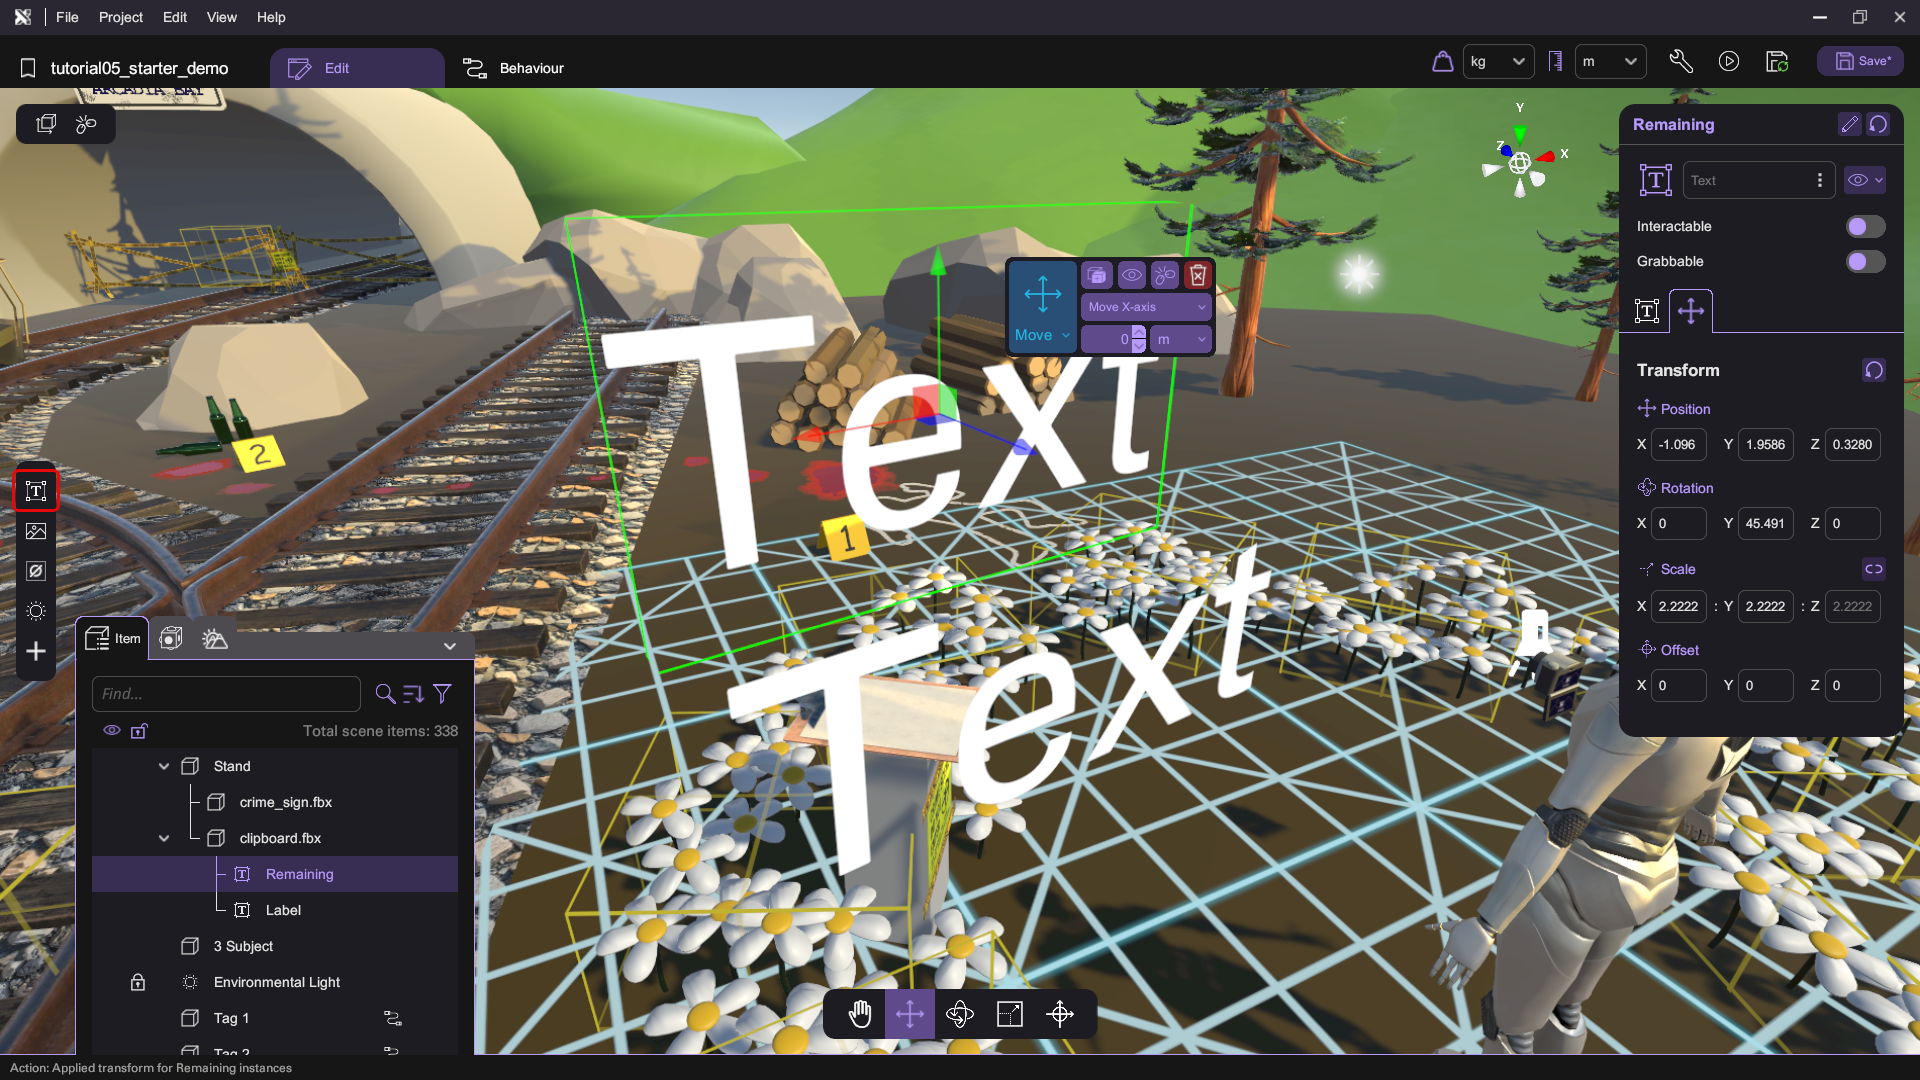 File Project Edit View Help
tutorial05_starter_demo Edit Behaviour kg m Save*
ARCADIA BAY
Y
Z X
Remaining
Text
Interactable
Grabbable
Move X-axis
Move 0 m
Transform
Position
X -1.096 Y 1.9586 Z 0.3280
Rotation
X 0 Y 45.491 Z 0
Scale
X 2.2222 : Y 2.2222 : Z 2.2222
Offset
X 0 Y 0 Z 0
Text
2
1
Text
Item
Find...
Total scene items: 338
Stand
crime_sign.fbx
clipboard.fbx
Remaining
Label
3 Subject
Environmental Light
Tag 1
Tag 2
Action: Applied transform for Remaining instances